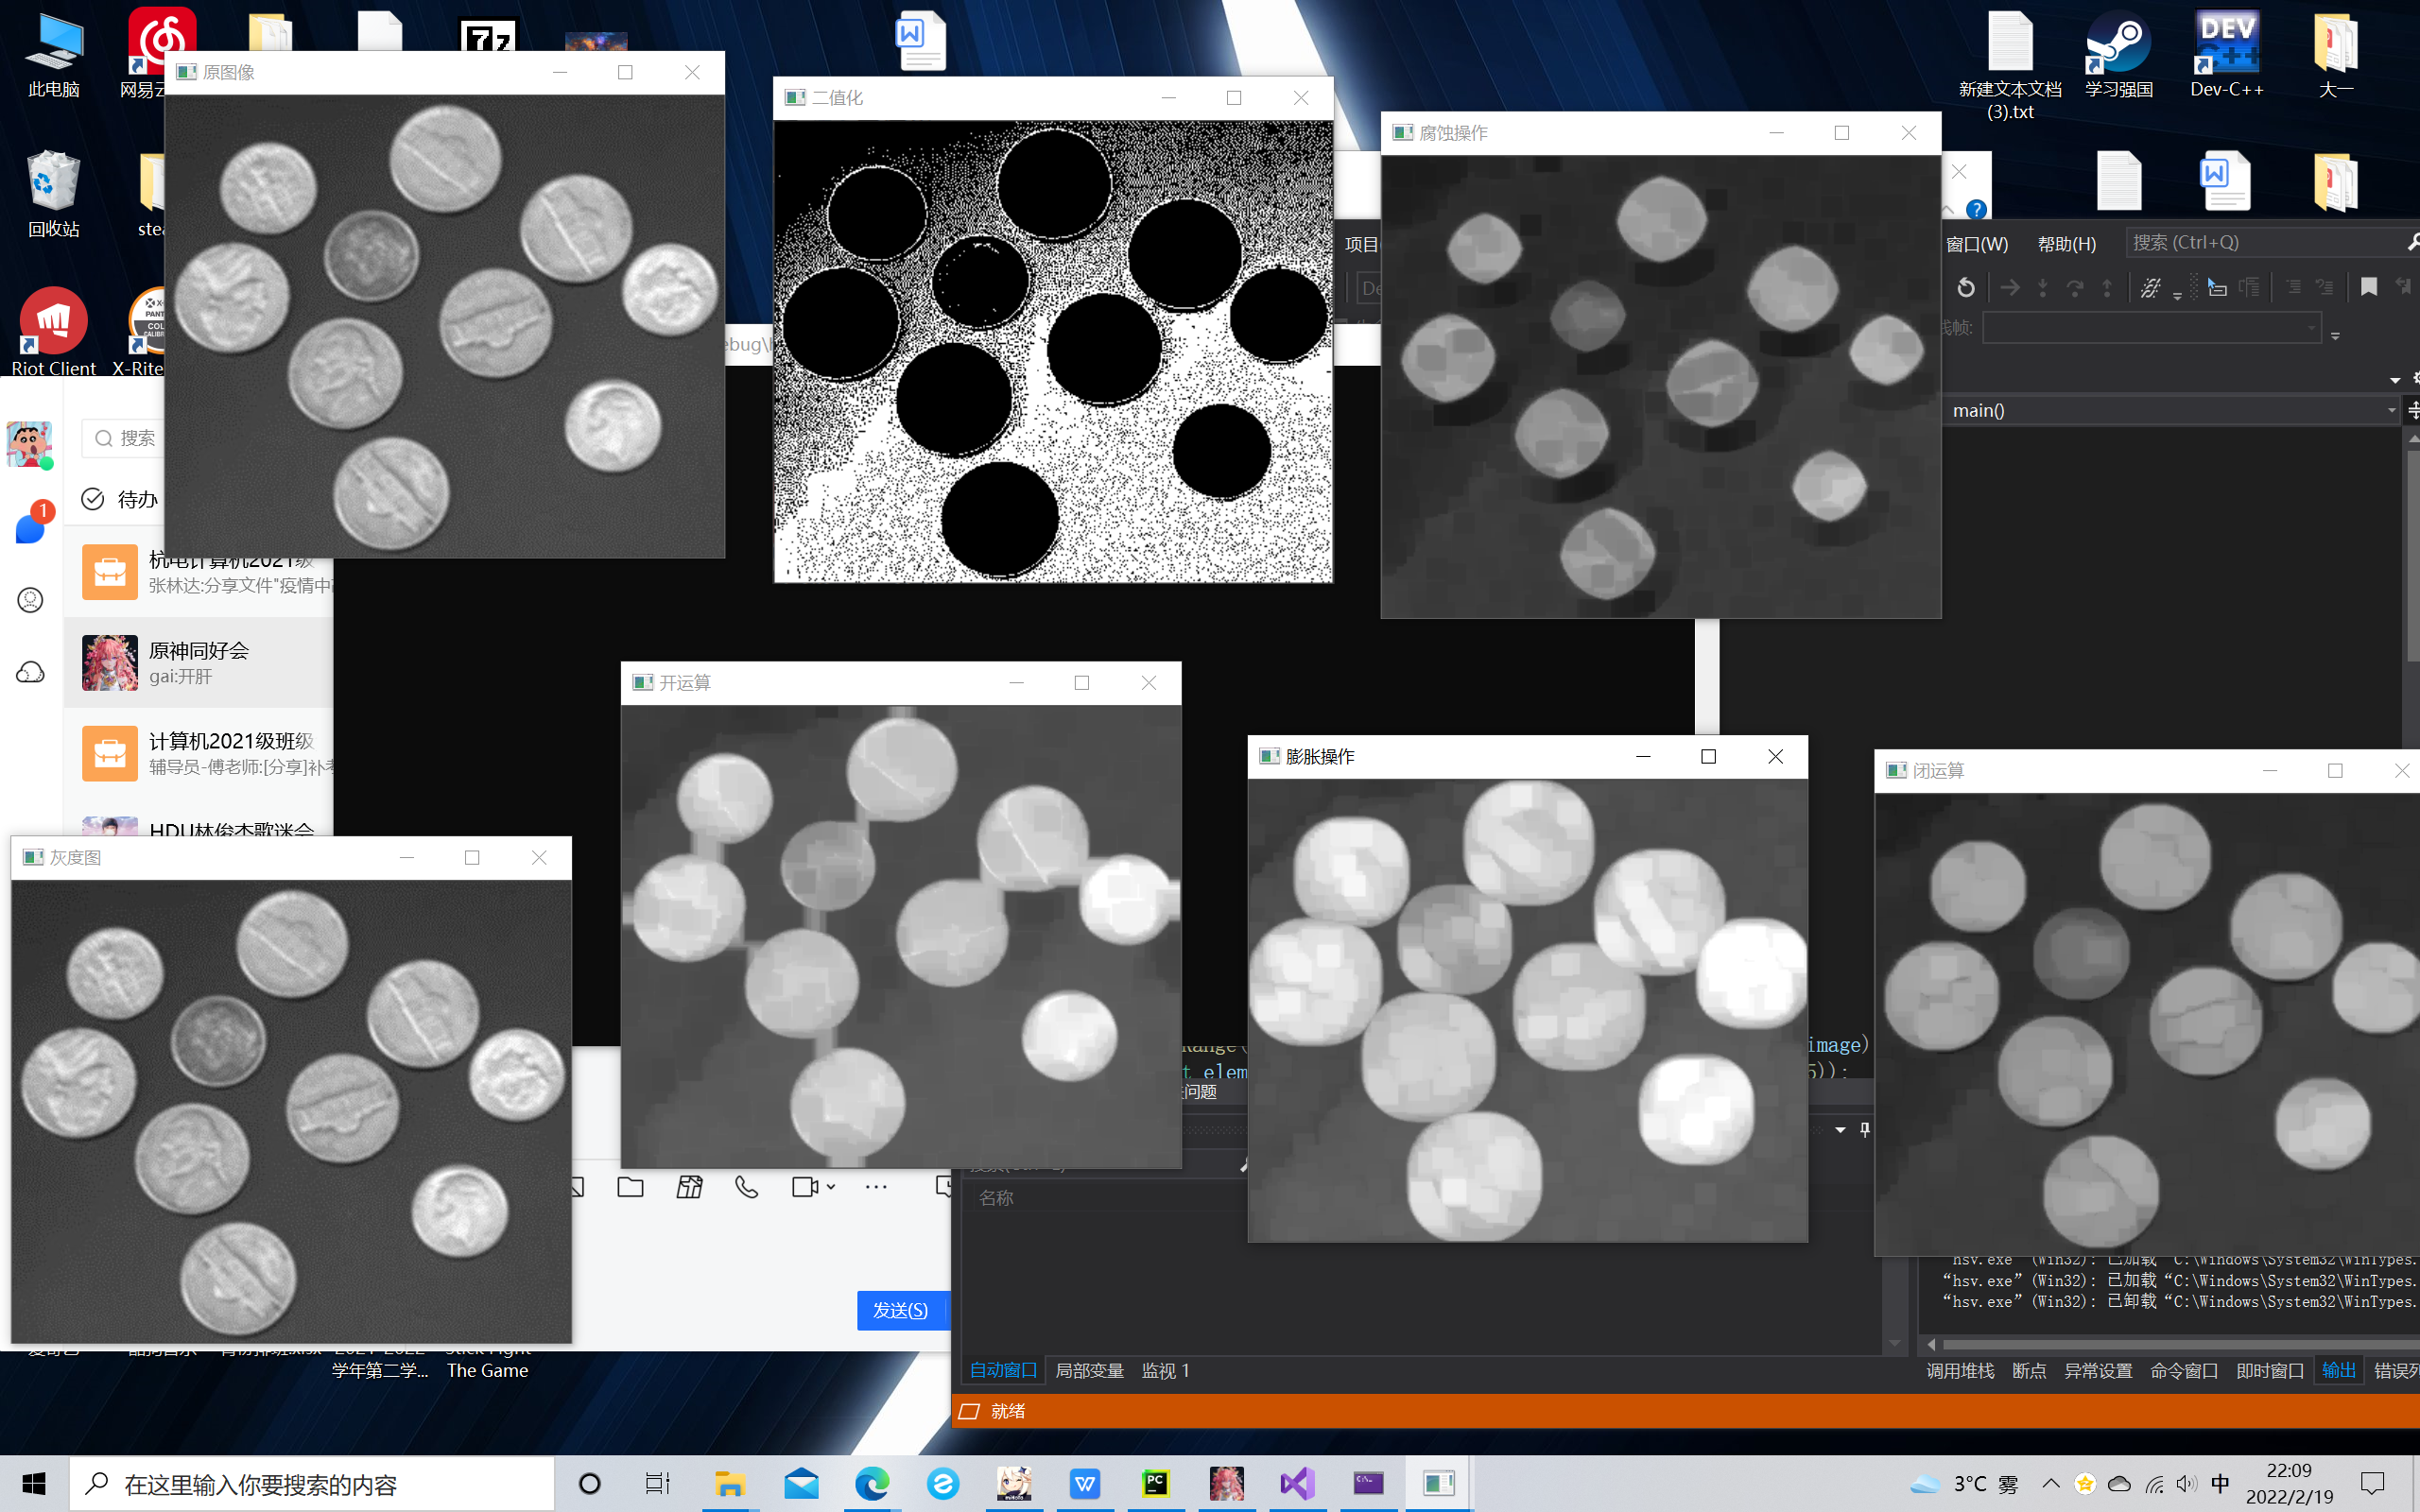 此电脑
网易云
新建文本文档
(3).txt
学习强国
DEV
C++
Dev-C++
大一
7z
W
回收站
stea
W
Riot Client
X-Rite
原图像
二值化
腐蚀操作
项目
窗口(W)
帮助(H)
搜索 (Ctrl+Q)
De
栈帧:
ebug\
main()
搜索
待办
1
杭电计算机2021级
张林达:分享文件"疫情中
原神同好会
gai:开肝
计算机2021级班级
辅导员-傅老师:[分享]补考
HDU林俊杰歌迷会
灰度图
开运算
膨胀操作
闭运算
Range(
image)
t elem
5));
问题
名称
发送(S)
hsv.exe” (Win32): 已加载 “C:\Windows\System32\WinTypes.
“hsv.exe” (Win32): 已加载 “C:\Windows\System32\WinTypes.
“hsv.exe” (Win32): 已卸载 “C:\Windows\System32\WinTypes.
学年第二学...
The Game
自动窗口
局部变量
监视 1
调用堆栈
断点
异常设置
命令窗口
即时窗口
输出
错误列
就绪
在这里输入你要搜索的内容
PC
3°C 雾
中
22:09
2022/2/19